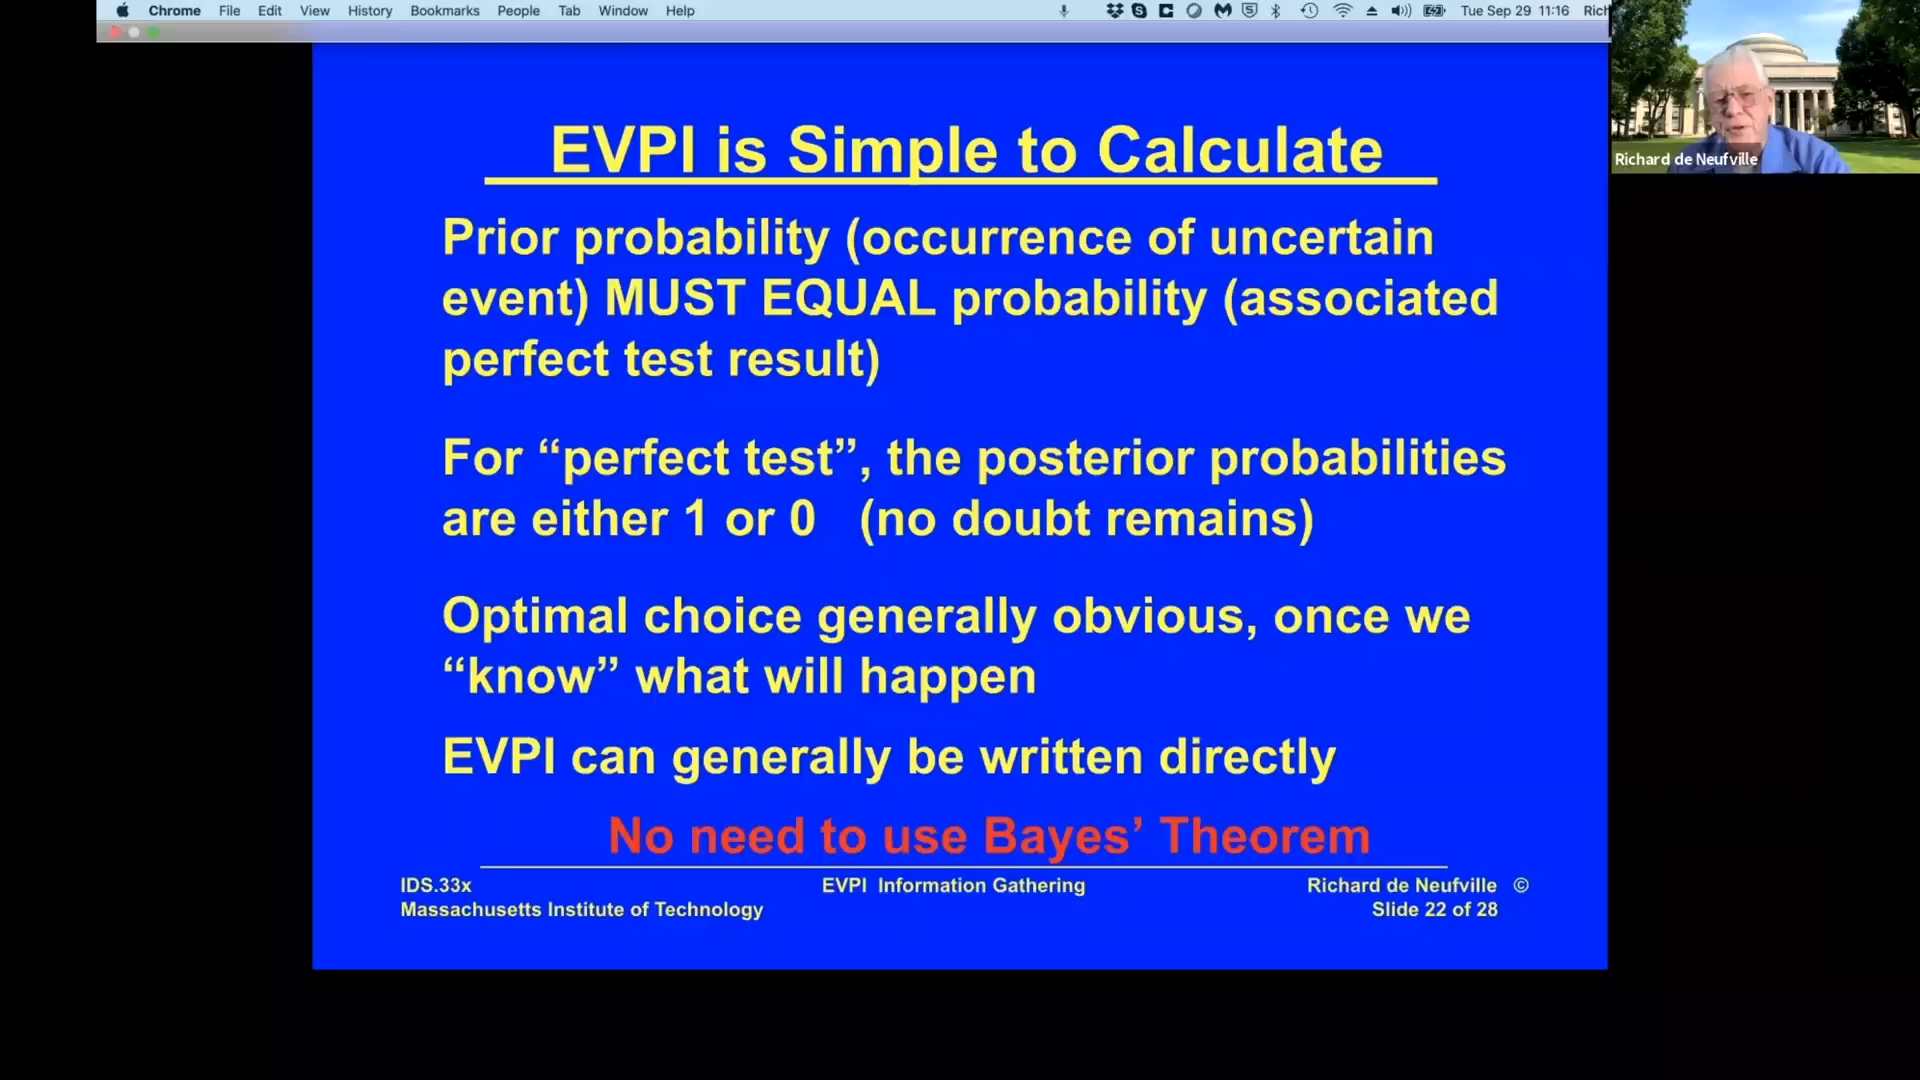 Chrome File Edit View History Bookmarks People Tab Window Help Tue Sep 29 11:16 Rich
Richard de Neufville
EVPI is Simple to Calculate
Prior probability (occurrence of uncertain
event) MUST EQUAL probability (associated
perfect test result)
For “perfect test”, the posterior probabilities
are either 1 or 0 (no doubt remains)
Optimal choice generally obvious, once we
“know” what will happen
EVPI can generally be written directly
No need to use Bayes’ Theorem
IDS.33x EVPI Information Gathering Richard de Neufville ©
Massachusetts Institute of Technology Slide 22 of 28